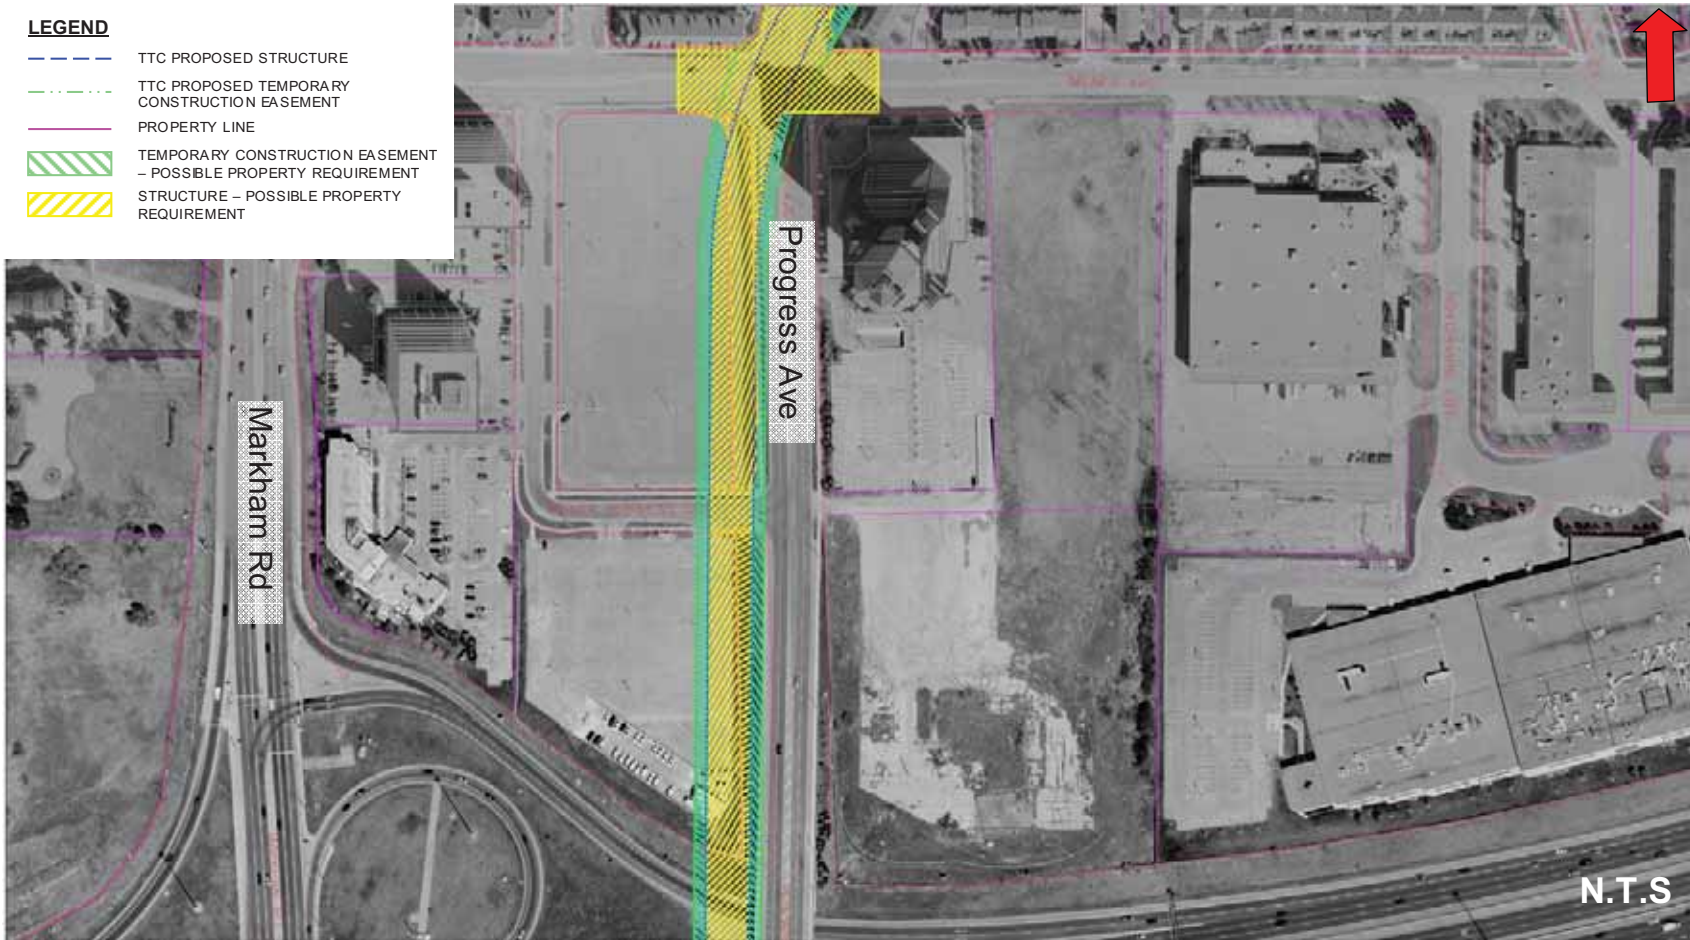 LEGEND
TTC PROPOSED STRUCTURE
TTC PROPOSED TEMPORARY
CONSTRUCTION EASEMENT
PROPERTY LINE
TEMPORARY CONSTRUCTION EASEMENT
– POSSIBLE PROPERTY REQUIREMENT
STRUCTURE – POSSIBLE PROPERTY
REQUIREMENT
Progress Ave
Markham Rd
N.T.S